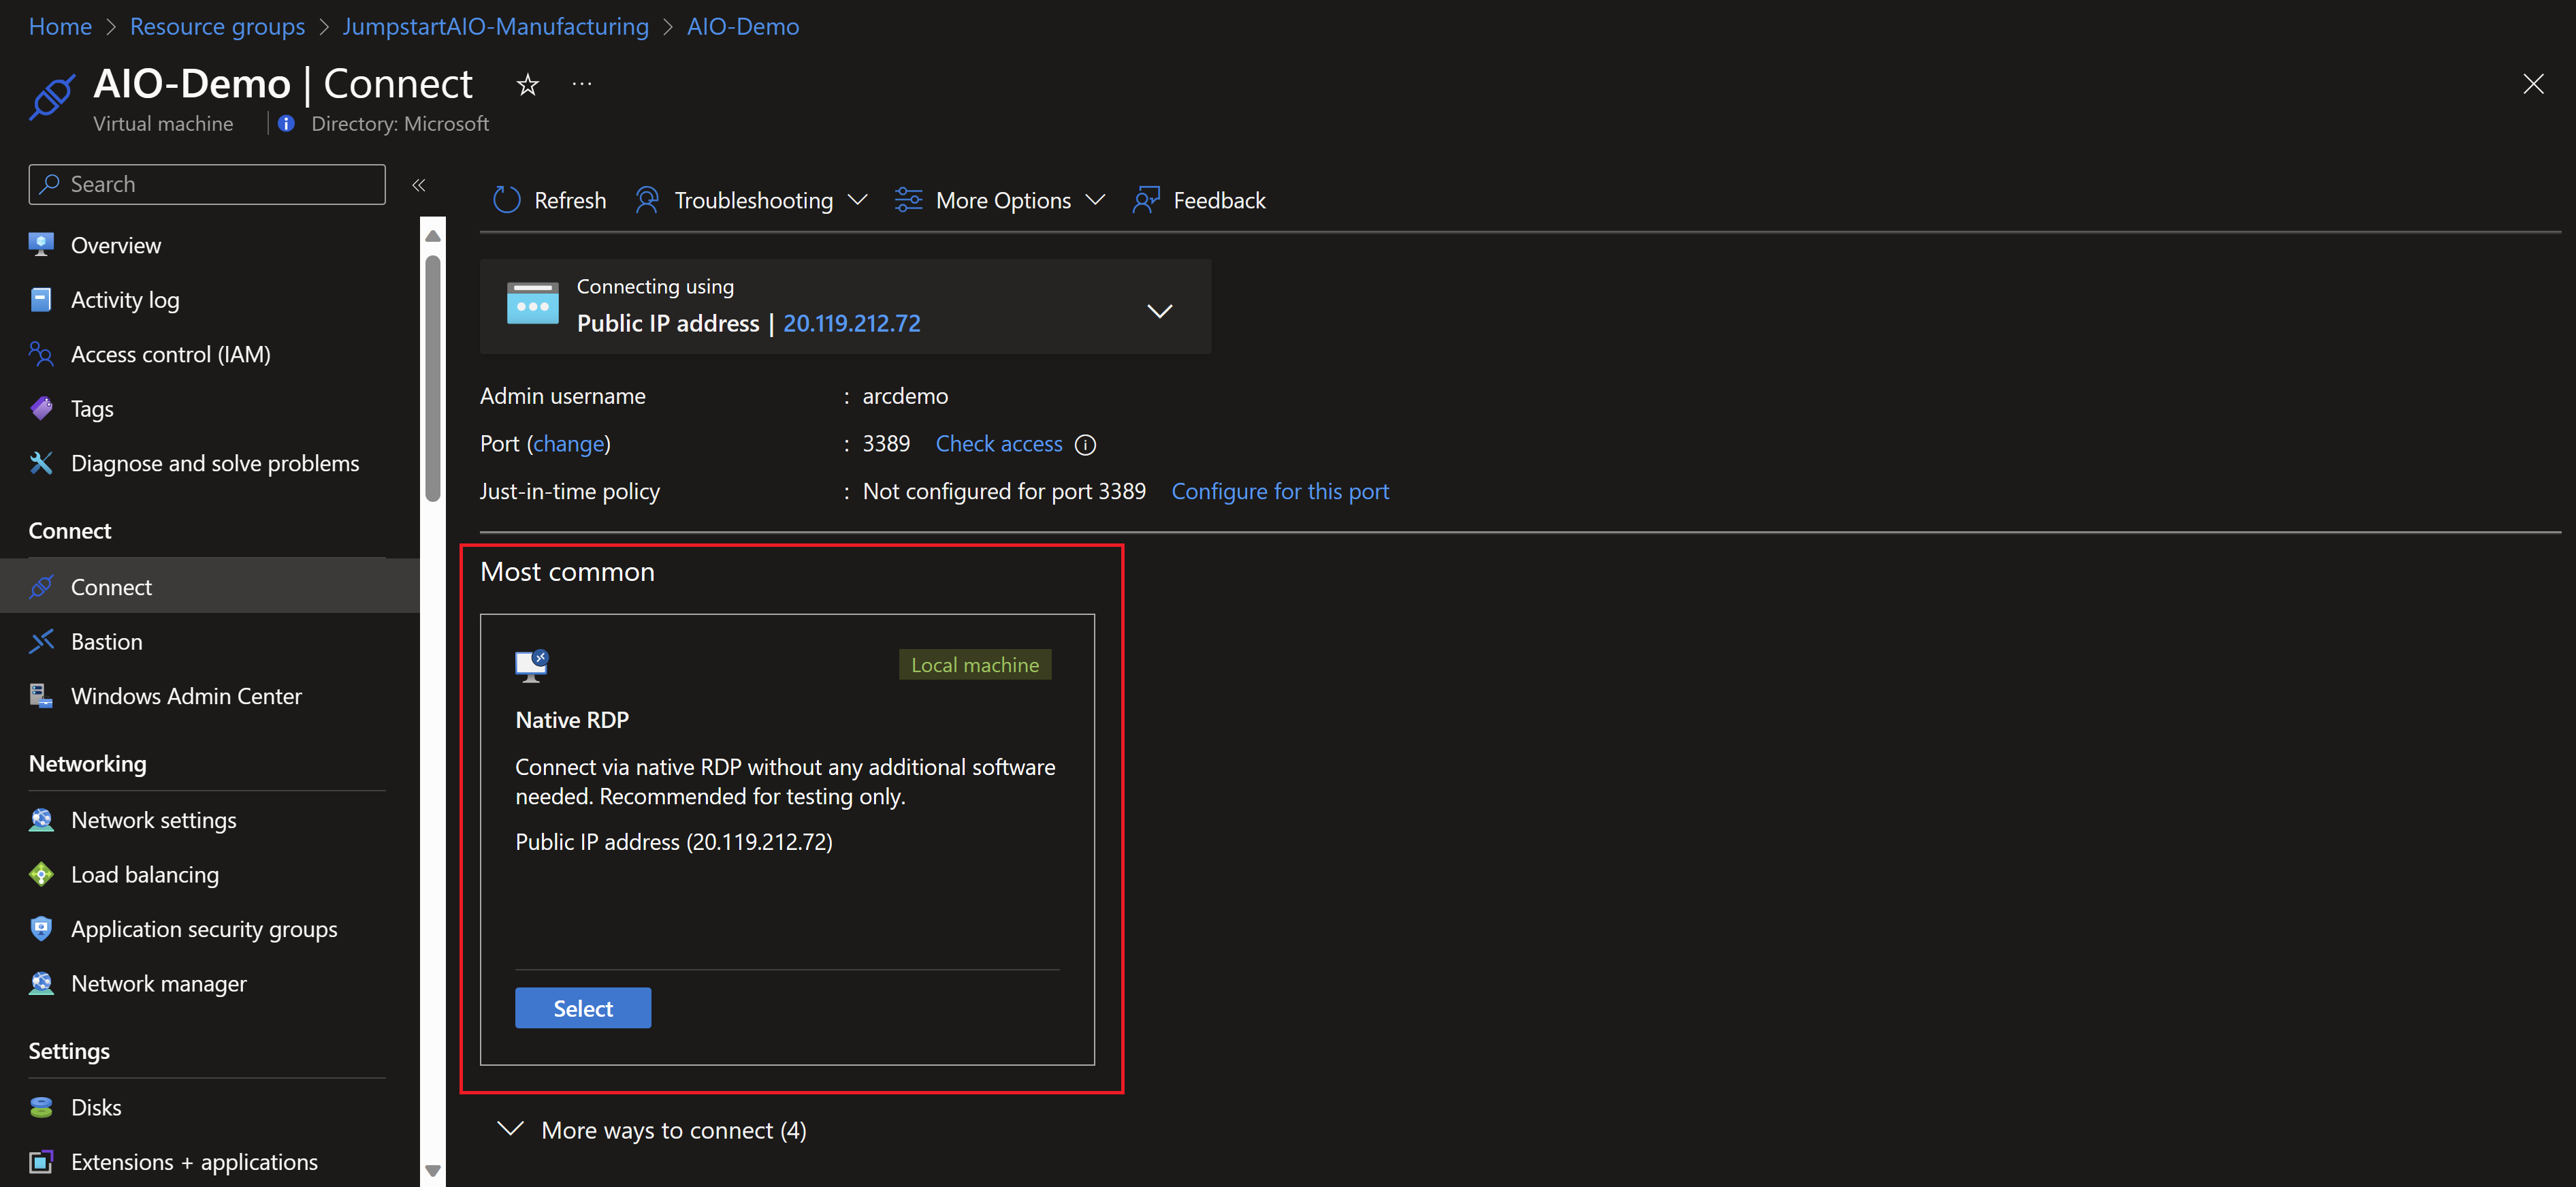 Home > Resource groups > JumpstartAIO-Manufacturing > AIO-Demo
AIO-Demo | Connect
Virtual machine | Directory: Microsoft
Search
Overview
Activity log
Access control (IAM)
Tags
Diagnose and solve problems
Connect
Connect
Bastion
Windows Admin Center
Networking
Network settings
Load balancing
Application security groups
Network manager
Settings
Disks
Extensions + applications
Refresh Troubleshooting More Options Feedback
Connecting using
Public IP address | 20.119.212.72
Admin username : arcdemo
Port (change) : 3389 Check access
Just-in-time policy : Not configured for port 3389 Configure for this port
Most common
Local machine
Native RDP
Connect via native RDP without any additional software
needed. Recommended for testing only.
Public IP address (20.119.212.72)
Select
More ways to connect (4)